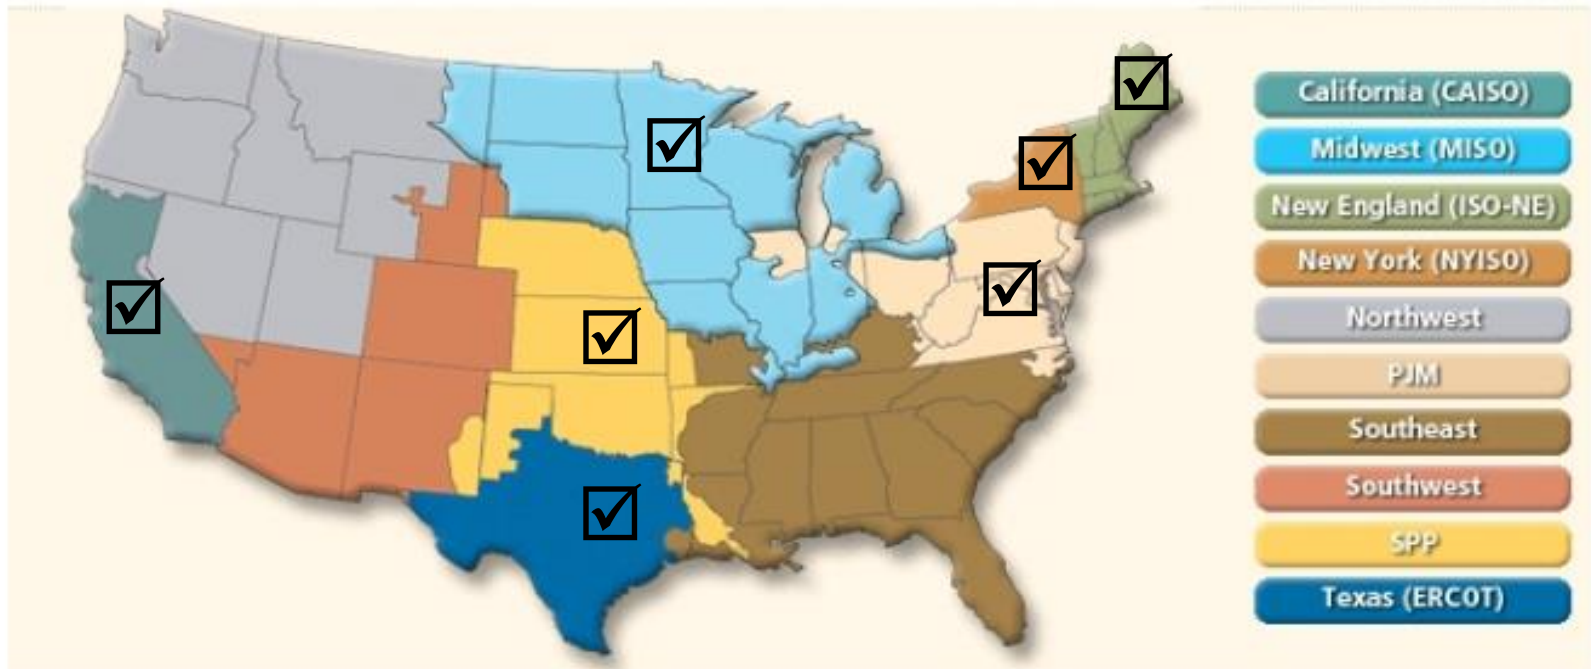 California (CAISO)
Midwest (MISO)
New England (ISO-NE)
New York (NYISO)
Northwest
PJM
Southeast
Southwest
SPP
Texas (ERCOT)